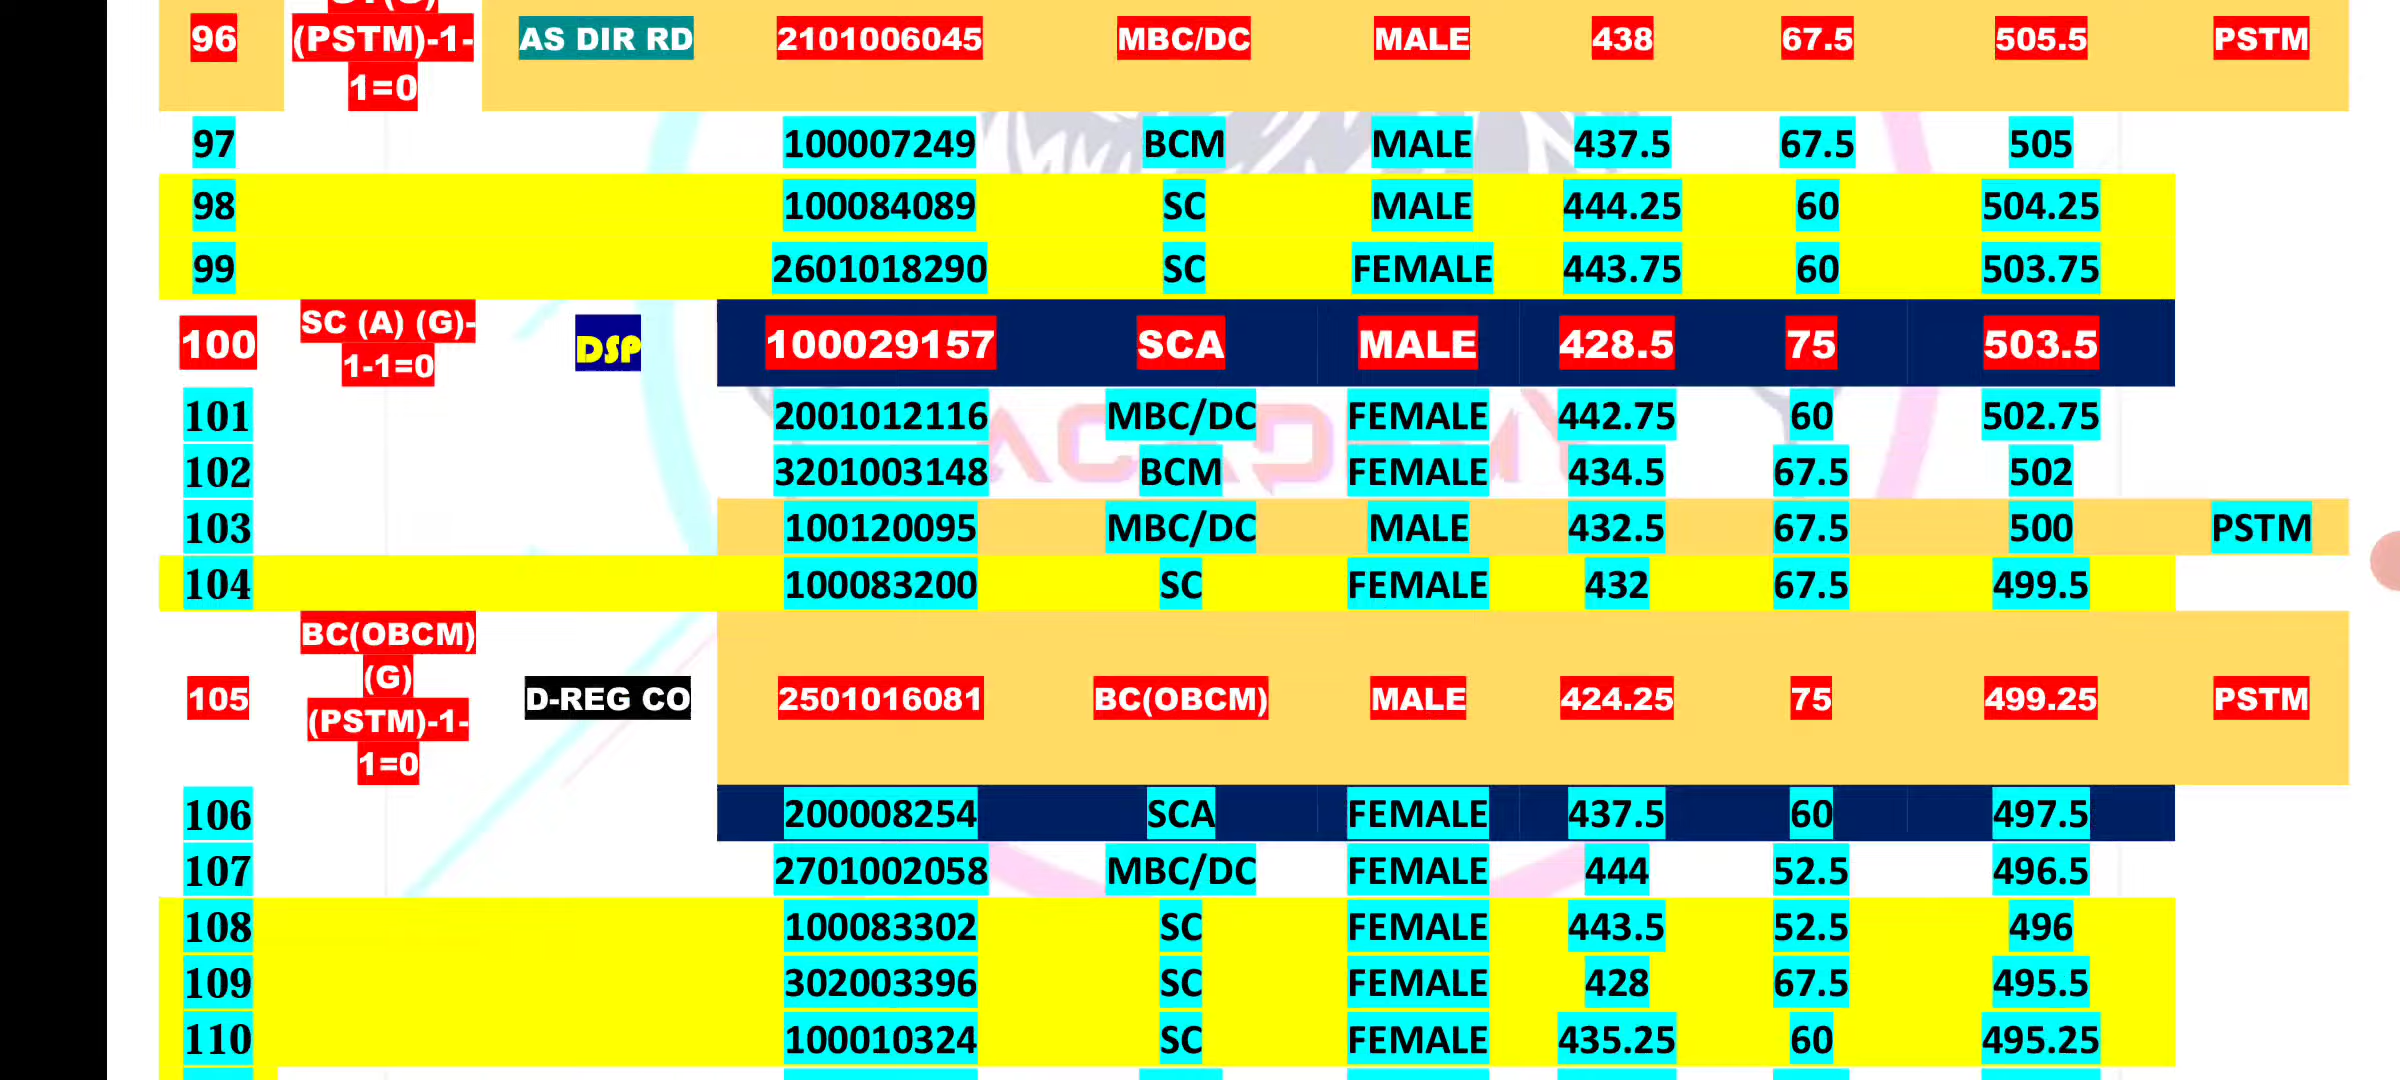 96 (PSTM)-1-1=0 AS DIR RD 2101006045 MBC/DC MALE 438 67.5 505.5 PSTM
97 100007249 BCM MALE 437.5 67.5 505
98 100084089 SC MALE 444.25 60 504.25
99 2601018290 SC FEMALE 443.75 60 503.75
100 SC (A) (G)-1-1=0 DSP 100029157 SCA MALE 428.5 75 503.5
101 2001012116 MBC/DC FEMALE 442.75 60 502.75
ACADEMY
102 3201003148 BCM FEMALE 434.5 67.5 502
103 100120095 MBC/DC MALE 432.5 67.5 500 PSTM
104 100083200 SC FEMALE 432 67.5 499.5
105 BC(OBCM) (G) (PSTM)-1-1=0 D-REG CO 2501016081 BC(OBCM) MALE 424.25 75 499.25 PSTM
106 200008254 SCA FEMALE 437.5 60 497.5
107 2701002058 MBC/DC FEMALE 444 52.5 496.5
108 100083302 SC FEMALE 443.5 52.5 496
109 302003396 SC FEMALE 428 67.5 495.5
110 100010324 SC FEMALE 435.25 60 495.25